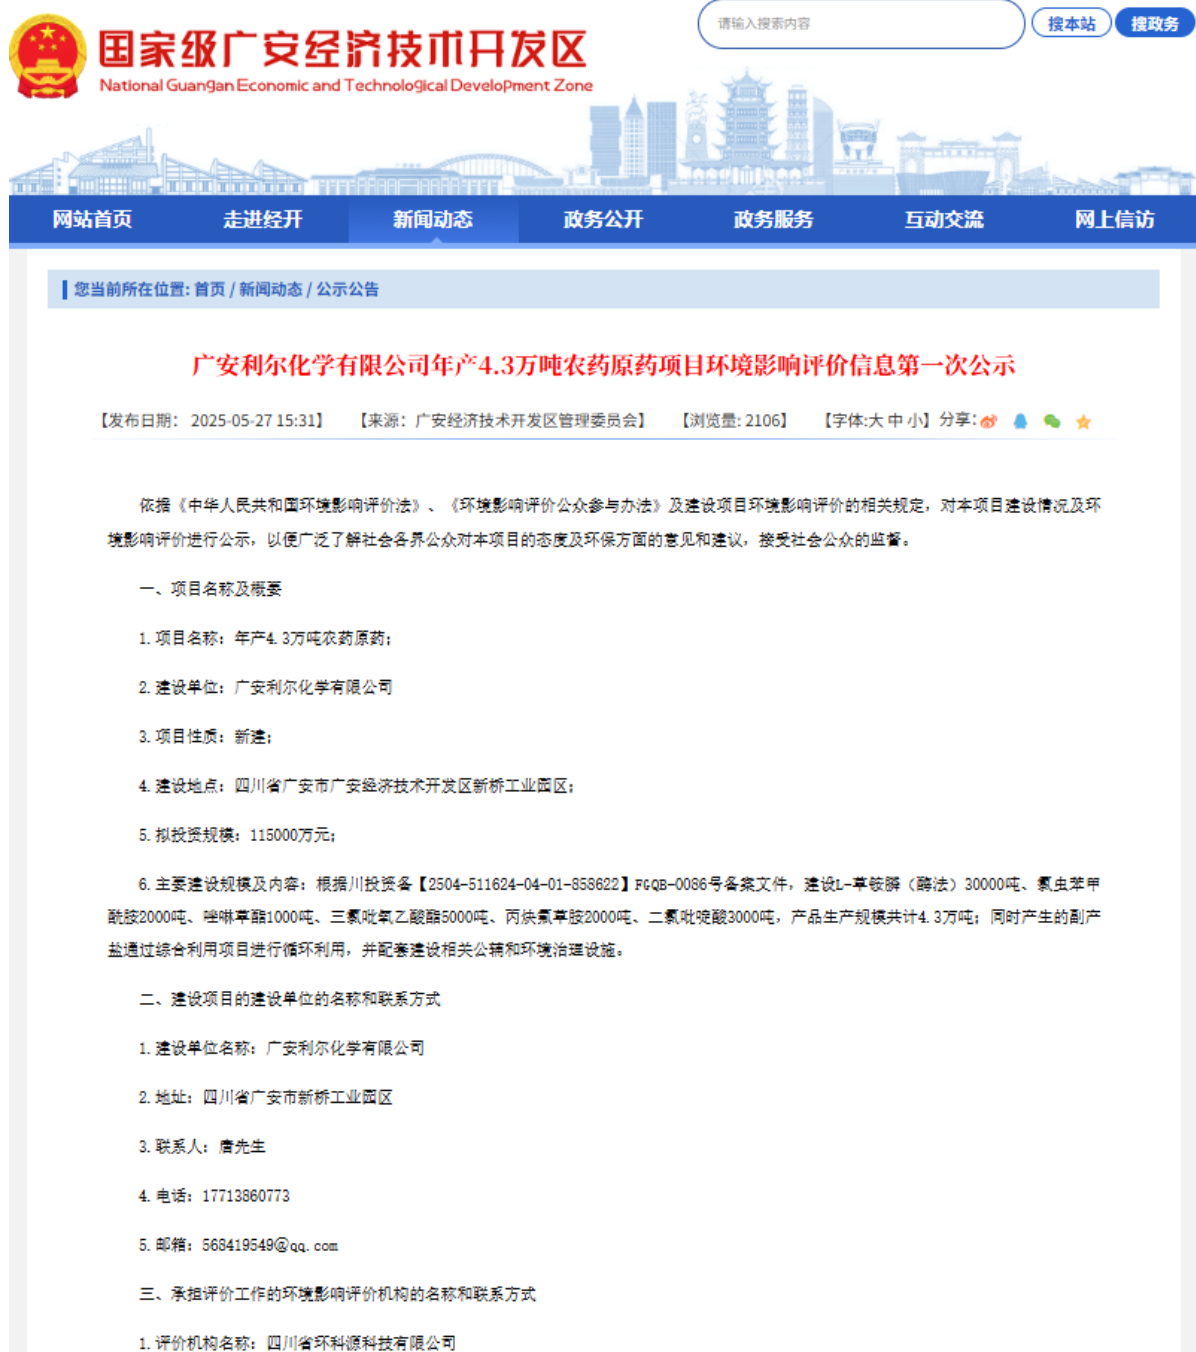 请输入搜索内容
搜本站
搜政务
国家级广安经济技术开发区
National Guangan Economic and Technological Development Zone
网站首页 走进经开 新闻动态 政务公开 政务服务 互动交流 网上信访
您当前所在位置: 首页 / 新闻动态 / 公示公告
广安利尔化学有限公司年产4.3万吨农药原药项目环境影响评价信息第一次公示
【发布日期: 2025-05-27 15:31】 【来源: 广安经济技术开发区管理委员会】 【浏览量: 2106】 【字体:大 中 小】 分享:
依据《中华人民共和国环境影响评价法》、《环境影响评价公众参与办法》及建设项目环境影响评价的相关规定，对本项目建设情况及环
境影响评价进行公示，以便广泛了解社会各界公众对本项目的态度及环保方面的意见和建议，接受社会公众的监督。
一、项目名称及概要
1.项目名称：年产4.3万吨农药原药；
2.建设单位：广安利尔化学有限公司
3.项目性质：新建；
4.建设地点：四川省广安市广安经济技术开发区新桥工业园区；
5.拟投资规模：115000万元；
6.主要建设规模及内容：根据川投资备【2504-511624-04-01-858622】FGQB-0086号备案文件，建设L-草铵膦（酶法）30000吨、氯虫苯甲
酰胺2000吨、唑啉草酯1000吨、三氯吡氧乙酸酯5000吨、丙炔氟草胺2000吨、二氯吡啶酸3000吨，产品生产规模共计4.3万吨；同时产生的副产
盐通过综合利用项目进行循环利用，并配套建设相关公辅和环境治理设施。
二、建设项目的建设单位的名称和联系方式
1.建设单位名称：广安利尔化学有限公司
2.地址：四川省广安市新桥工业园区
3.联系人：唐先生
4.电话：17713860773
5.邮箱：568419549@qq.com
三、承担评价工作的环境影响评价机构的名称和联系方式
1.评价机构名称：四川省环科源科技有限公司